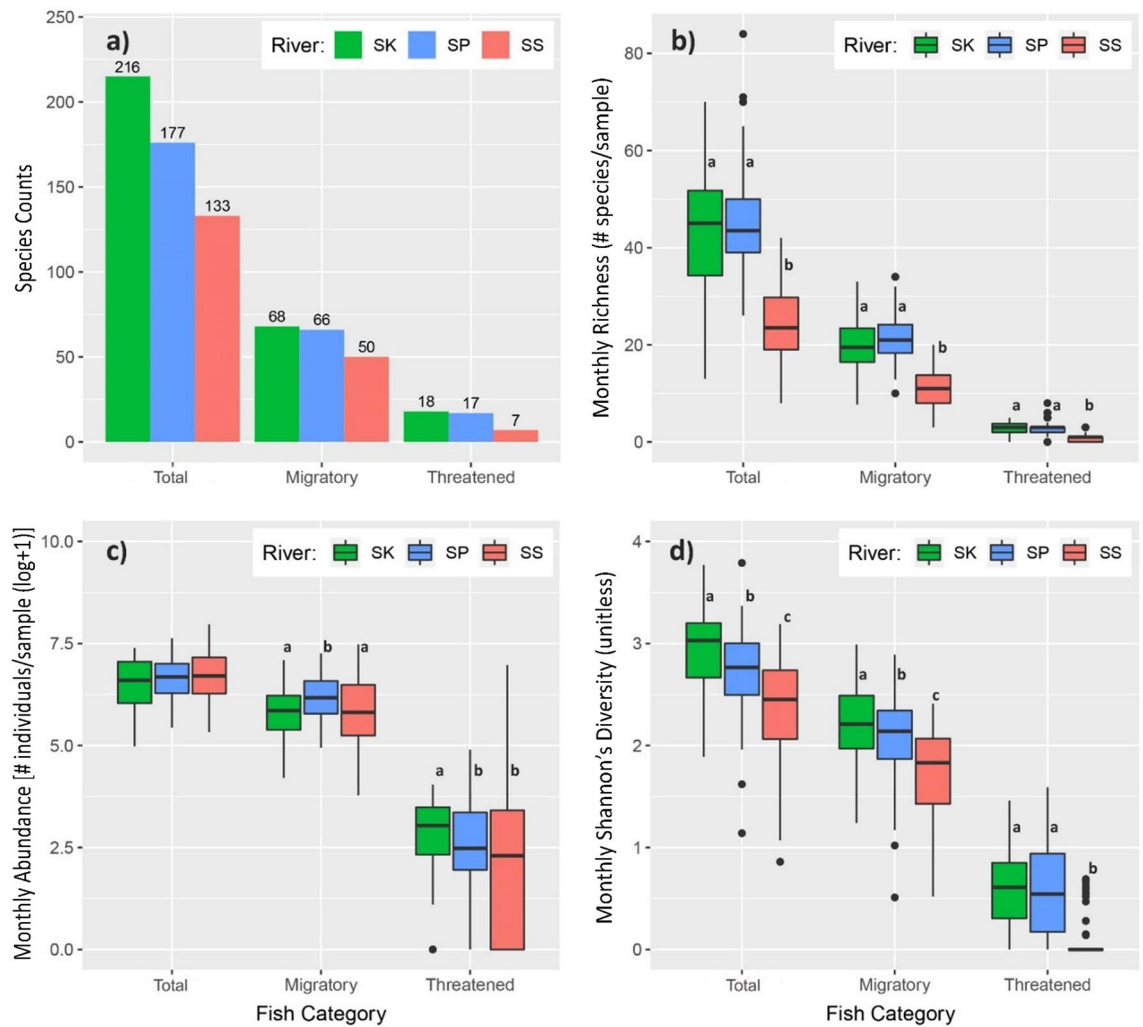 a)
River: SK SP SS
Species Counts
250
200
150
100
50
0
216
177
133
68
66
50
18
17
7
Total Migratory Threatened
b)
River: SK SP SS
Monthly Richness (# species/sample)
80
60
40
20
0
a a b
a a b
a a b
Total Migratory Threatened
c)
River: SK SP SS
Monthly Abundance [# individuals/sample (log+1)]
10.0
7.5
5.0
2.5
0.0
a b a
a b b
Total Migratory Threatened
Fish Category
d)
River: SK SP SS
Monthly Shannon's Diversity (unitless)
4
3
2
1
0
a b c
a b c
a a b
Total Migratory Threatened
Fish Category